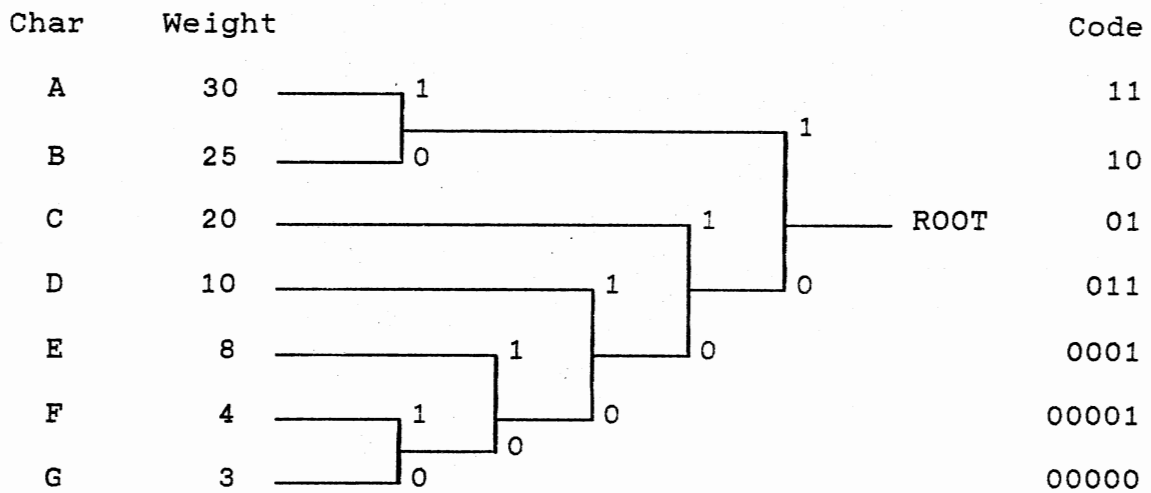 Char Weight Code
A 30 1 11
1
B 25 0 10
C 20 1 ROOT 01
D 10 1 0 011
E 8 1 0 0001
F 4 1 0 00001
0
G 3 0 00000